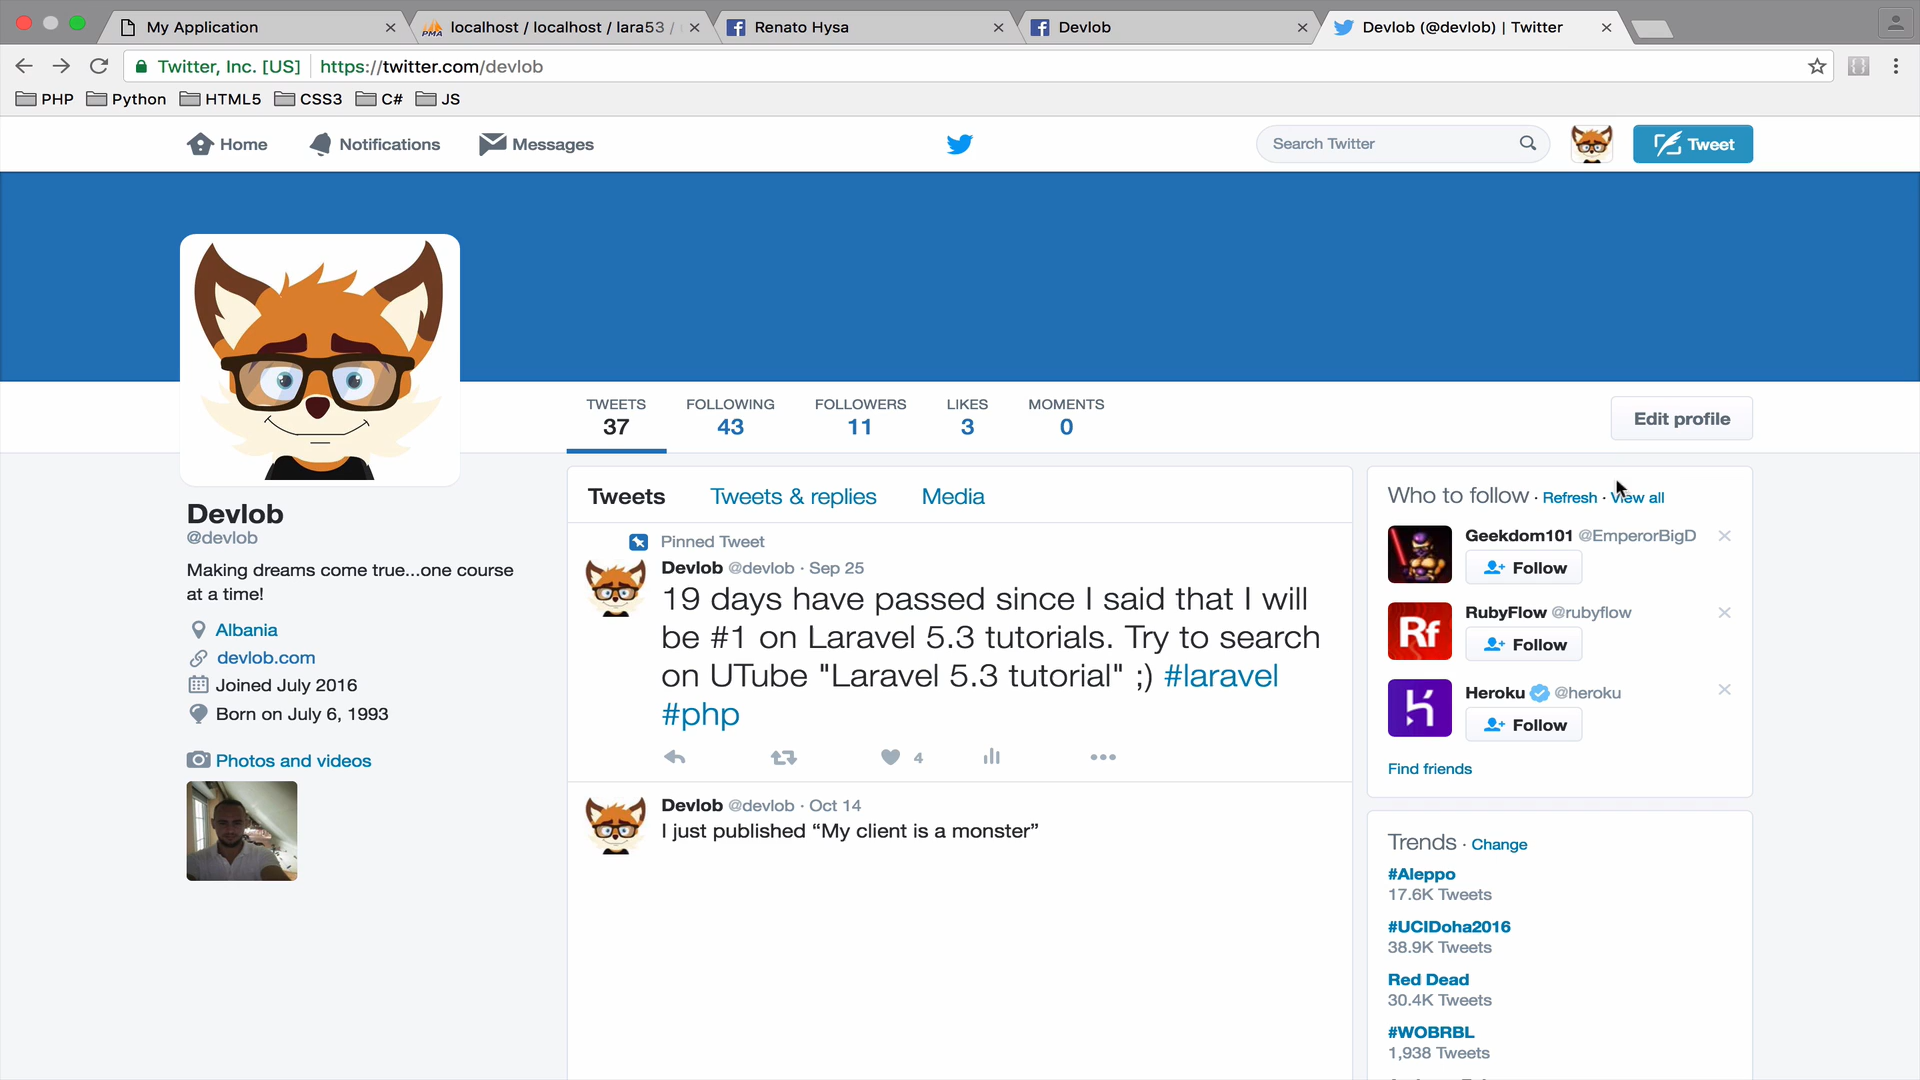 My Application
localhost / localhost / lara53 /
Renato Hysa
Devlob
Devlob (@devlob) | Twitter
Twitter, Inc. [US]
https://twitter.com/devlob
PHP
Python
HTML5
CSS3
C#
JS
Home
Notifications
Messages
Search Twitter
Tweet
TWEETS
37
FOLLOWING
43
FOLLOWERS
11
LIKES
3
MOMENTS
0
Edit profile
Devlob
@devlob
Making dreams come true...one course
at a time!
Albania
devlob.com
Joined July 2016
Born on July 6, 1993
Photos and videos
Tweets
Tweets & replies
Media
Pinned Tweet
Devlob @devlob · Sep 25
19 days have passed since I said that I will
be #1 on Laravel 5.3 tutorials. Try to search
on UTube "Laravel 5.3 tutorial" ;) #laravel
#php
4
Devlob @devlob · Oct 14
I just published “My client is a monster”
Who to follow · Refresh · View all
Geekdom101 @EmperorBigD
Follow
Rf
RubyFlow @rubyflow
Follow
Heroku @heroku
Follow
Find friends
Trends · Change
#Aleppo
17.6K Tweets
#UCIDoha2016
38.9K Tweets
Red Dead
30.4K Tweets
#WOBRBL
1,938 Tweets